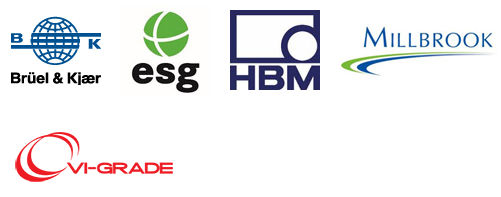 B K
Brüel & Kjær
esg
HBM
MILLBROOK
VI-GRADE